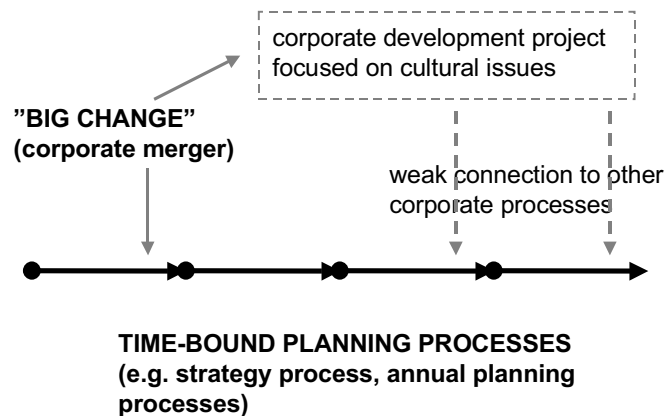 corporate development project
focused on cultural issues
”BIG CHANGE”
(corporate merger)
weak connection to other
corporate processes
TIME-BOUND PLANNING PROCESSES
(e.g. strategy process, annual planning
processes)